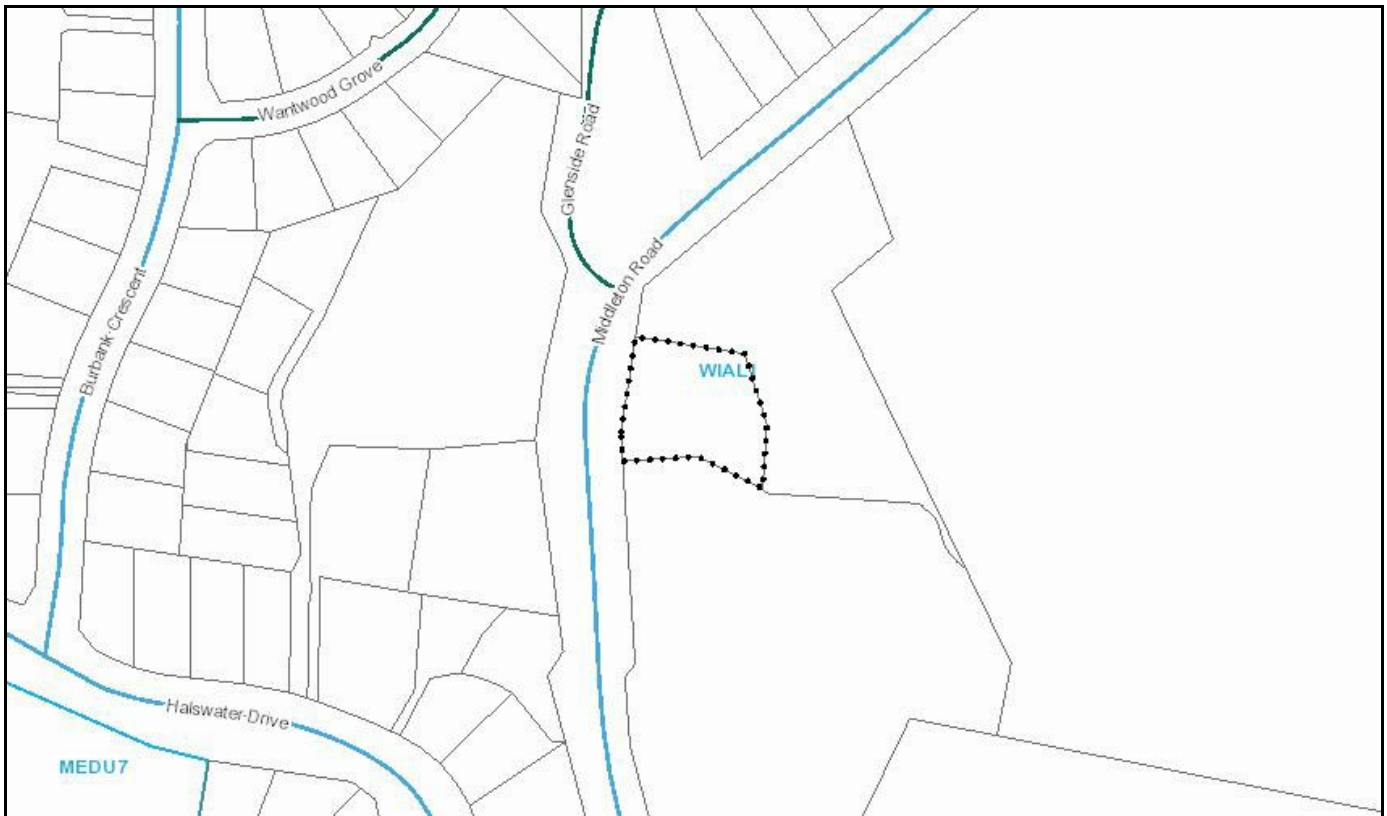 Wantwood Grove
Glenside Road
Middleton Road
Burbank Crescent
WIAL1
Halswater Drive
MEDU7